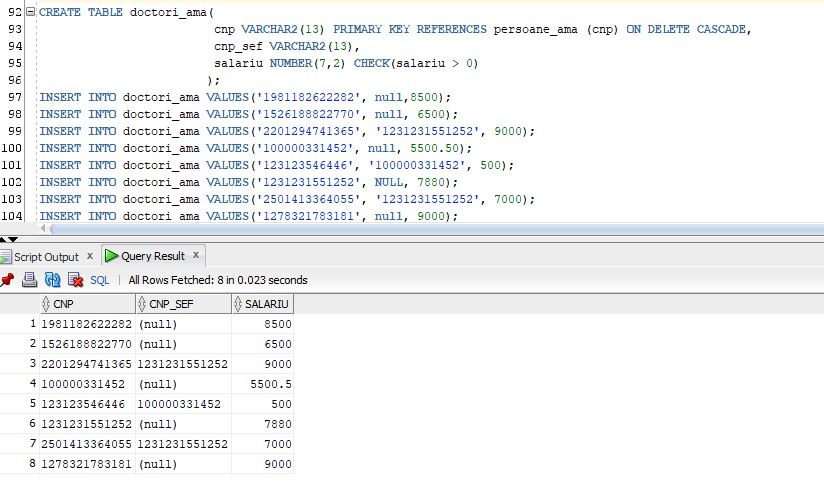 92 CREATE TABLE doctori_ama(
93 cnp VARCHAR2(13) PRIMARY KEY REFERENCES persoane_ama (cnp) ON DELETE CASCADE,
94 cnp_sef VARCHAR2(13),
95 salariu NUMBER(7,2) CHECK(salariu > 0)
96 );
97 INSERT INTO doctori_ama VALUES('1981182622282', null,8500);
98 INSERT INTO doctori_ama VALUES('1526188822770', null, 6500);
99 INSERT INTO doctori_ama VALUES('2201294741365', '1231231551252', 9000);
100 INSERT INTO doctori_ama VALUES('100000331452', null, 5500.50);
101 INSERT INTO doctori_ama VALUES('123123546446', '100000331452', 500);
102 INSERT INTO doctori_ama VALUES('1231231551252', NULL, 7880);
103 INSERT INTO doctori_ama VALUES('2501413364055', '1231231551252', 7000);
104 INSERT INTO doctori_ama VALUES('1278321783181', null, 9000);
Script Output x Query Result x
SQL | All Rows Fetched: 8 in 0.023 seconds
CNP CNP_SEF SALARIU
1 1981182622282 (null) 8500
2 1526188822770 (null) 6500
3 2201294741365 1231231551252 9000
4 100000331452 (null) 5500.5
5 123123546446 100000331452 500
6 1231231551252 (null) 7880
7 2501413364055 1231231551252 7000
8 1278321783181 (null) 9000